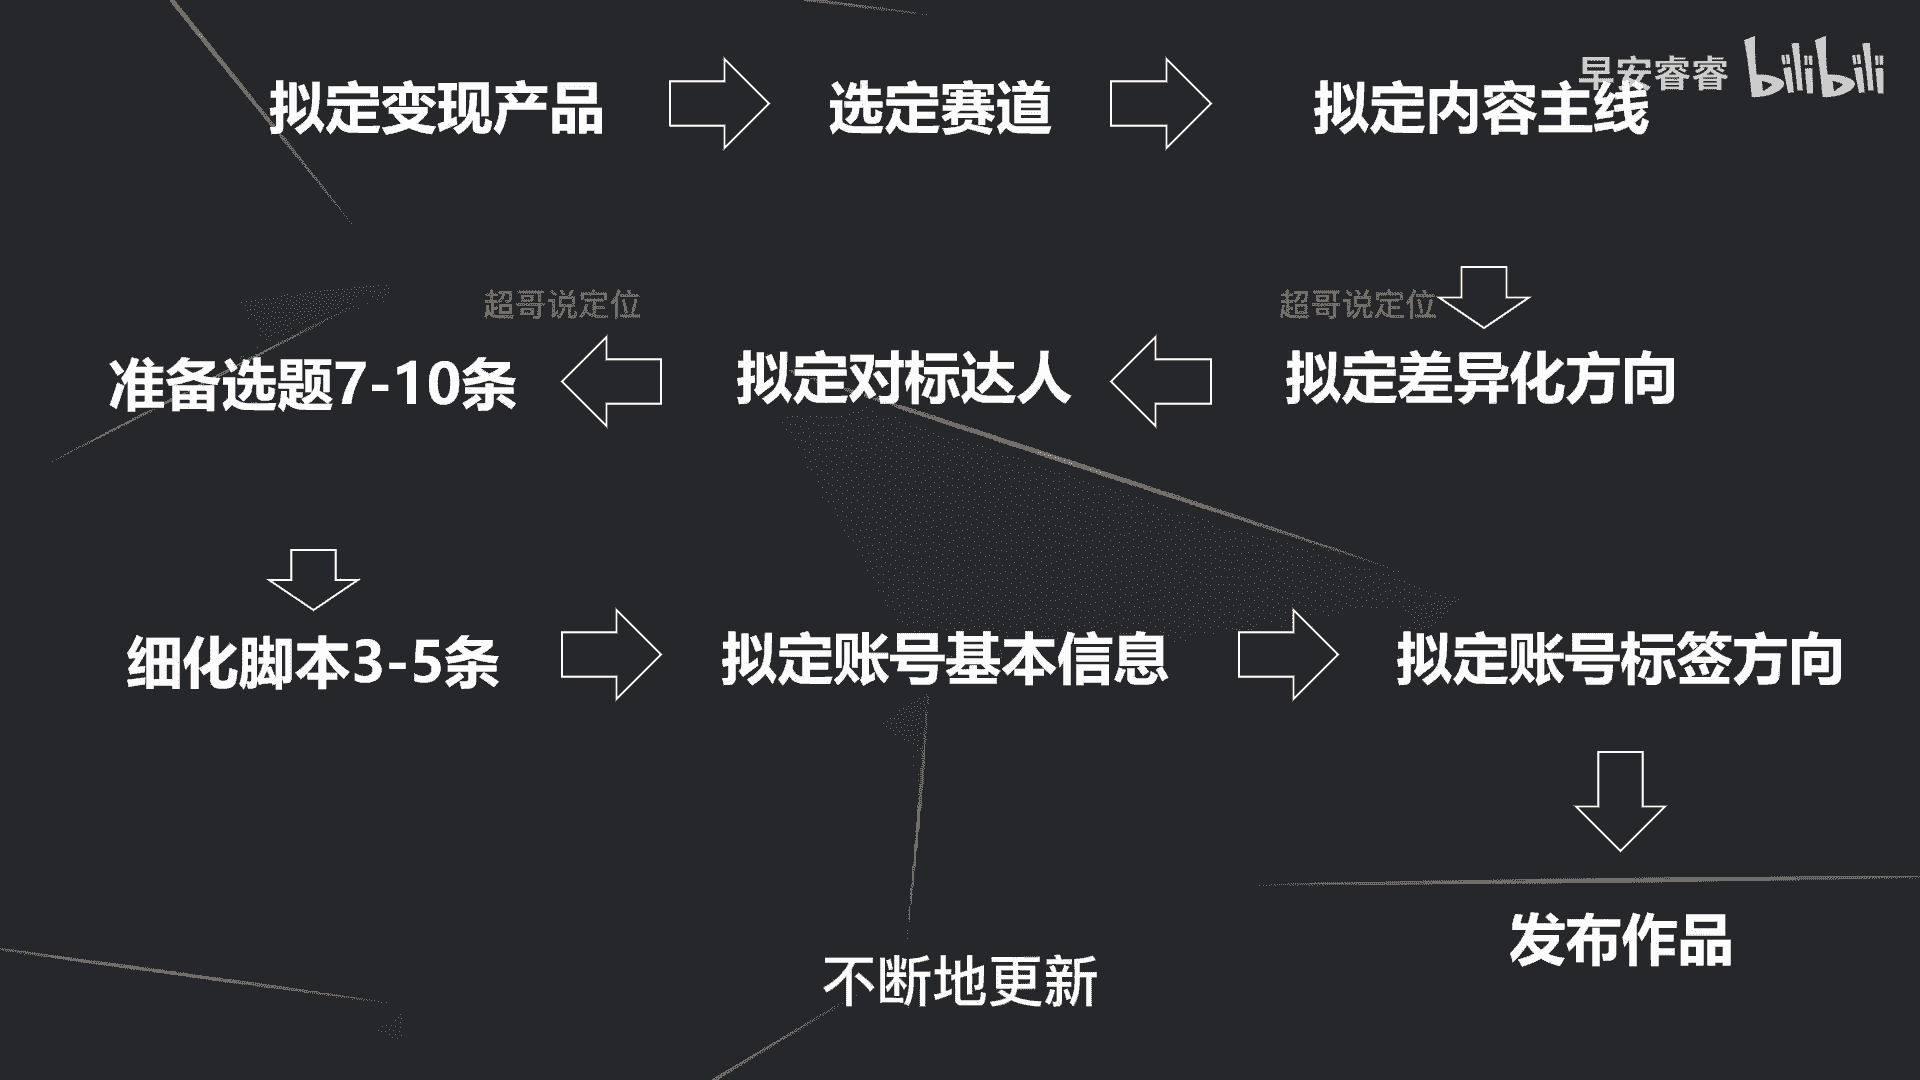 早安睿睿 bilibili
拟定变现产品
选定赛道
拟定内容主线
超哥说定位
超哥说定位
拟定差异化方向
拟定对标达人
准备选题7-10条
细化脚本3-5条
拟定账号基本信息
拟定账号标签方向
发布作品
不断地更新